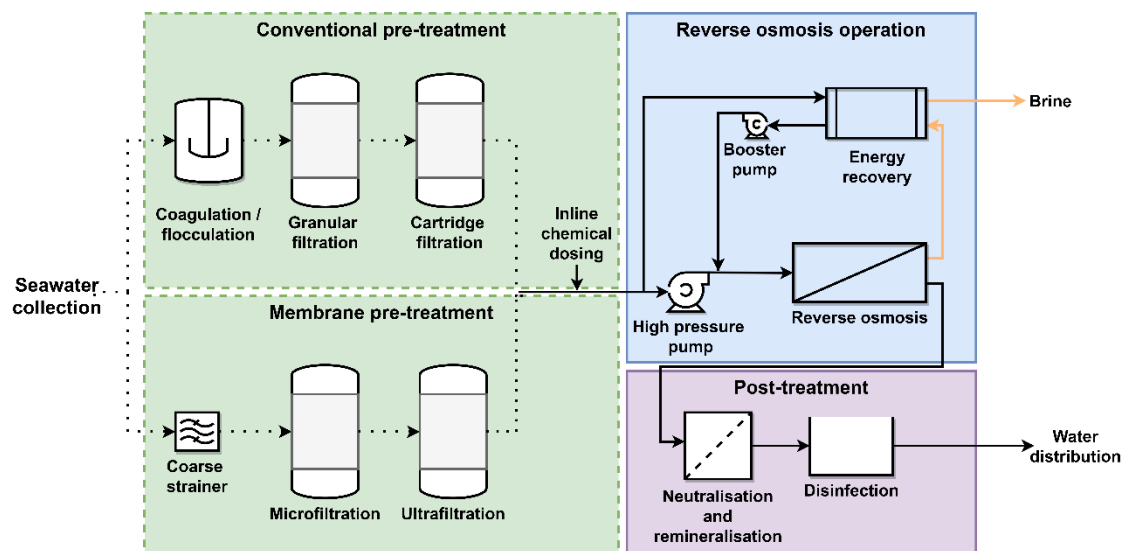 Conventional pre-treatment
Coagulation /
flocculation
Granular
filtration
Cartridge
filtration
Seawater
collection
Inline
chemical
dosing
Membrane pre-treatment
Coarse
strainer
Microfiltration
Ultrafiltration
Reverse osmosis operation
C
Booster
pump
Energy
recovery
Brine
C
High pressure
pump
Reverse osmosis
Post-treatment
Neutralisation
and
remineralisation
Disinfection
Water
distribution